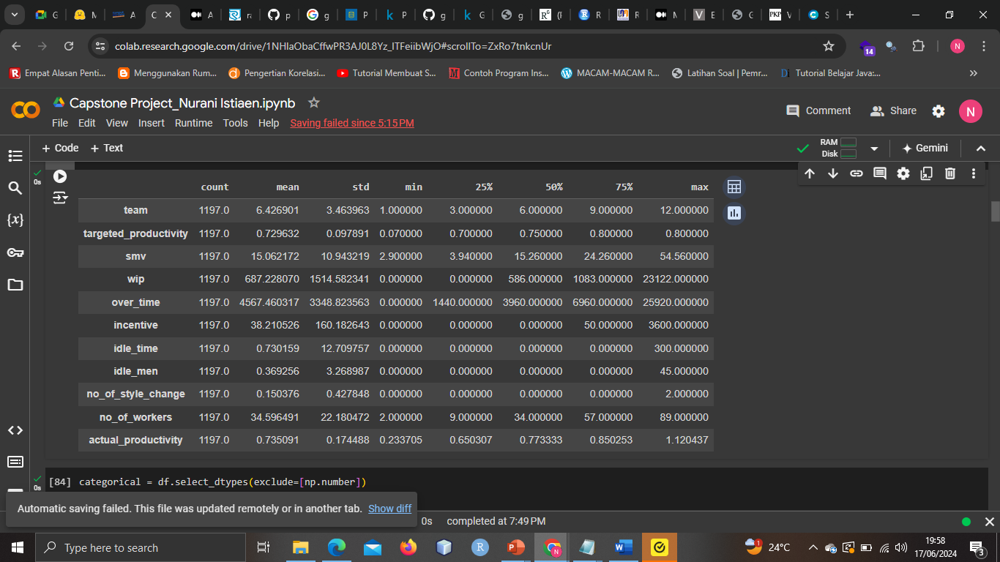 G
M
A
C
A
ra
p
g
P
P
g
G
g
(F
R
R
M
E
G
V
S
colab.research.google.com/drive/1NHlaObaCffwPR3AJ0L8Yz_ITFeiibWjO#scrollTo=ZxRo7tnkcnUr
14
N
Empat Alasan Penti...
Menggunakan Rum...
Pengertian Korelasi...
Tutorial Membuat S...
Contoh Program Ins...
MACAM-MACAM R...
Latihan Soal | Pemr...
Tutorial Belajar Java:...
Capstone Project_Nurani Istiaen.ipynb
Comment
Share
N
File Edit View Insert Runtime Tools Help Saving failed since 5:15 PM
+ Code + Text
RAM
Disk
Gemini
0s
count mean std min 25% 50% 75% max
team 1197.0 6.426901 3.463963 1.000000 3.000000 6.000000 9.000000 12.000000
targeted_productivity 1197.0 0.729632 0.097891 0.070000 0.700000 0.750000 0.800000 0.800000
smv 1197.0 15.062172 10.943219 2.900000 3.940000 15.260000 24.260000 54.560000
wip 1197.0 687.228070 1514.582341 0.000000 0.000000 586.000000 1083.000000 23122.000000
over_time 1197.0 4567.460317 3348.823563 0.000000 1440.000000 3960.000000 6960.000000 25920.000000
incentive 1197.0 38.210526 160.182643 0.000000 0.000000 0.000000 50.000000 3600.000000
idle_time 1197.0 0.730159 12.709757 0.000000 0.000000 0.000000 0.000000 300.000000
idle_men 1197.0 0.369256 3.268987 0.000000 0.000000 0.000000 0.000000 45.000000
no_of_style_change 1197.0 0.150376 0.427848 0.000000 0.000000 0.000000 0.000000 2.000000
no_of_workers 1197.0 34.596491 22.180472 2.000000 9.000000 34.000000 57.000000 89.000000
actual_productivity 1197.0 0.735091 0.174488 0.233705 0.650307 0.773333 0.850253 1.120437
0s
[84] categorical = df.select_dtypes(exclude=[np.number])
Automatic saving failed. This file was updated remotely or in another tab. Show diff
0s completed at 7:49 PM
Type here to search
1
24°C
19:58
17/06/2024
3